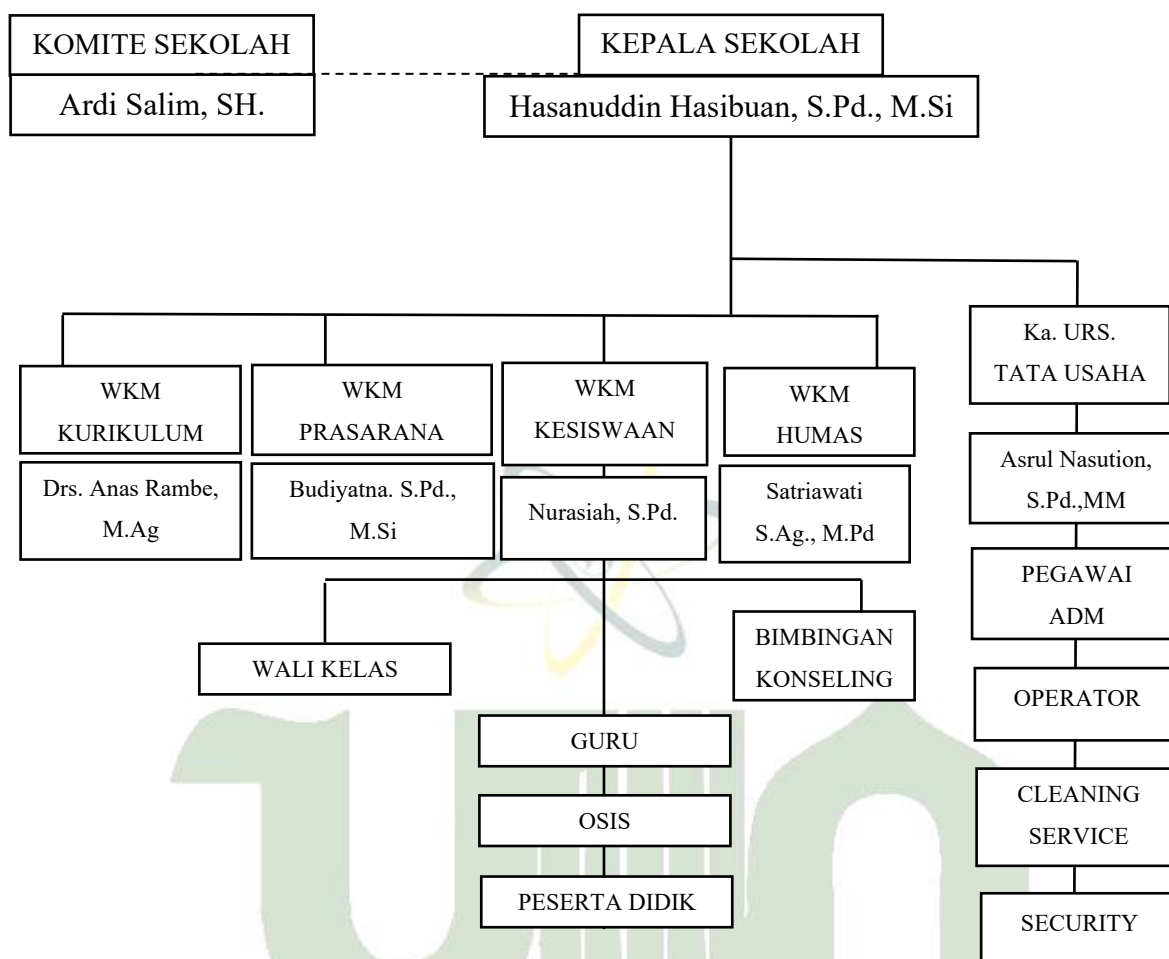 KOMITE SEKOLAH
Ardi Salim, SH.
KEPALA SEKOLAH
Hasanuddin Hasibuan, S.Pd., M.Si
WKM
KURIKULUM
Drs. Anas Rambe,
M.Ag
WKM
PRASARANA
Budiyatna. S.Pd.,
M.Si
WKM
KESISWAAN
Nurasiah, S.Pd.
WKM
HUMAS
Satriawati
S.Ag., M.Pd
Ka. URS.
TATA USAHA
Asrul Nasution,
S.Pd.,MM
PEGAWAI
ADM
OPERATOR
CLEANING
SERVICE
SECURITY
WALI KELAS
BIMBINGAN
KONSELING
GURU
OSIS
PESERTA DIDIK